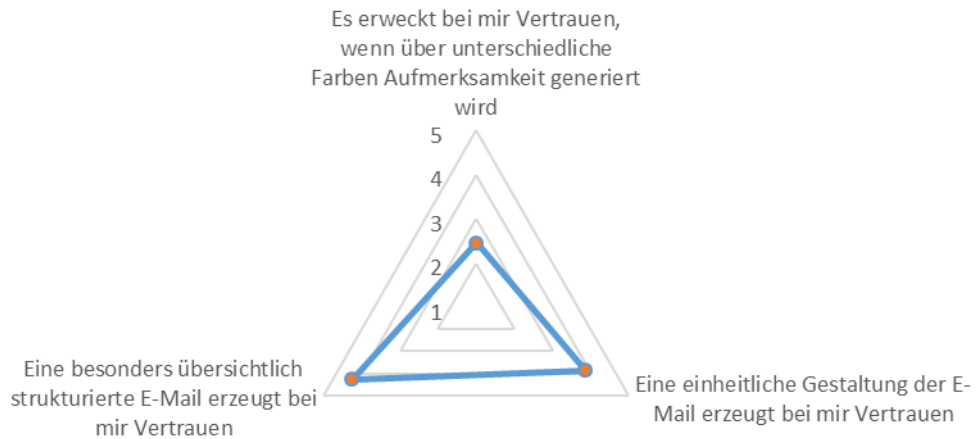 Es erweckt bei mir Vertrauen,
wenn über unterschiedliche
Farben Aufmerksamkeit generiert
wird
5
4
3
2
1
Eine besonders übersichtlich
strukturierte E-Mail erzeugt bei
mir Vertrauen
Eine einheitliche Gestaltung der E-
Mail erzeugt bei mir Vertrauen